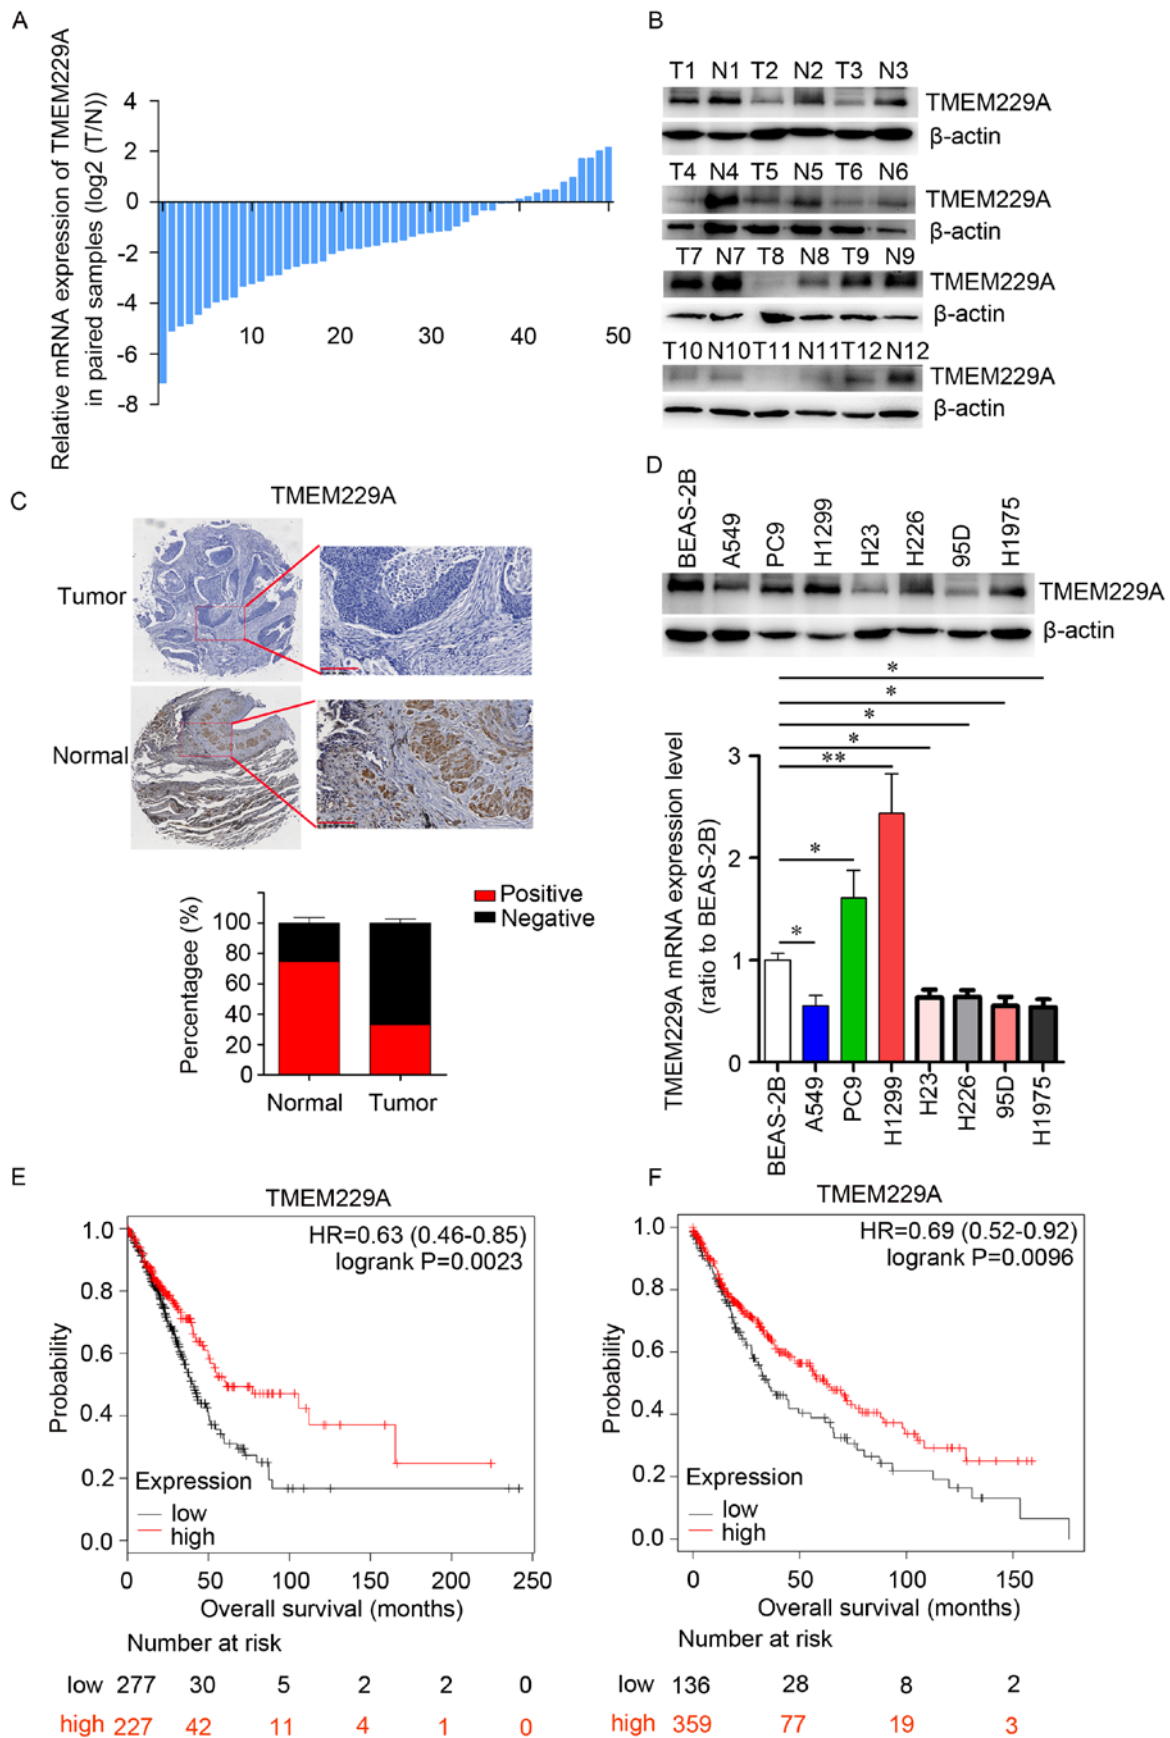 A
Relative mRNA expression of TMEM229A
in paired samples (log2 (T/N))
4
2
0
-2
-4
-6
-8
10 20 30 40 50
B
T1 N1 T2 N2 T3 N3
TMEM229A
β-actin
T4 N4 T5 N5 T6 N6
TMEM229A
β-actin
T7 N7 T8 N8 T9 N9
TMEM229A
β-actin
T10 N10 T11 N11 T12 N12
TMEM229A
β-actin
C
TMEM229A
Tumor
Normal
Percentagee (%)
100
80
60
40
20
0
Normal Tumor
Positive
Negative
D
BEAS-2B A549 PC9 H1299 H23 H226 95D H1975
TMEM229A
β-actin
*
*
*
*
**
*
*
TMEM229A mRNA expression level
(ratio to BEAS-2B)
3
2
1
0
BEAS-2B A549 PC9 H1299 H23 H226 95D H1975
E
TMEM229A
HR=0.63 (0.46-0.85)
logrank P=0.0023
Probability
1.0
0.8
0.6
0.4
0.2
0.0
Expression
low
high
0 50 100 150 200 250
Overall survival (months)
Number at risk
low 277 30 5 2 2 0
high 227 42 11 4 1 0
F
TMEM229A
HR=0.69 (0.52-0.92)
logrank P=0.0096
Probability
1.0
0.8
0.6
0.4
0.2
0.0
Expression
low
high
0 50 100 150
Overall survival (months)
Number at risk
low 136 28 8 2
high 359 77 19 3